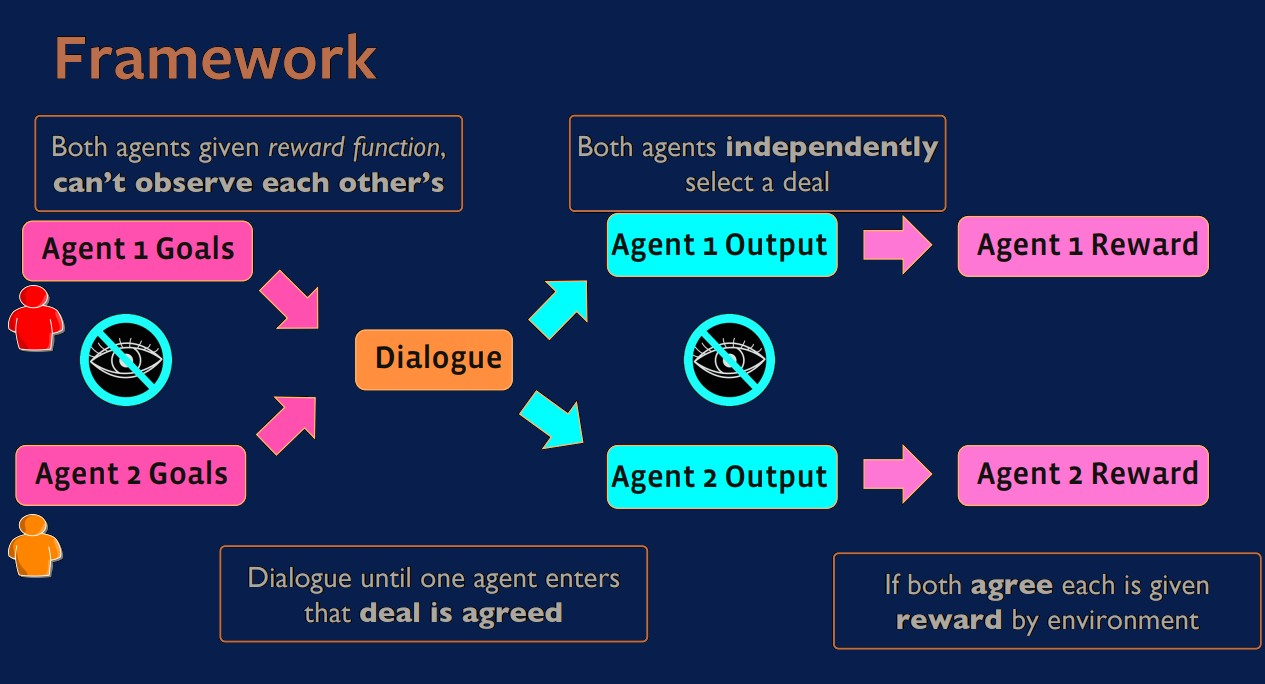 Framework
Both agents given reward function,
can't observe each other's
Both agents independently
select a deal
Agent 1 Goals
Agent 1 Output
Agent 1 Reward
Dialogue
Agent 2 Goals
Agent 2 Output
Agent 2 Reward
Dialogue until one agent enters
that deal is agreed
If both agree each is given
reward by environment